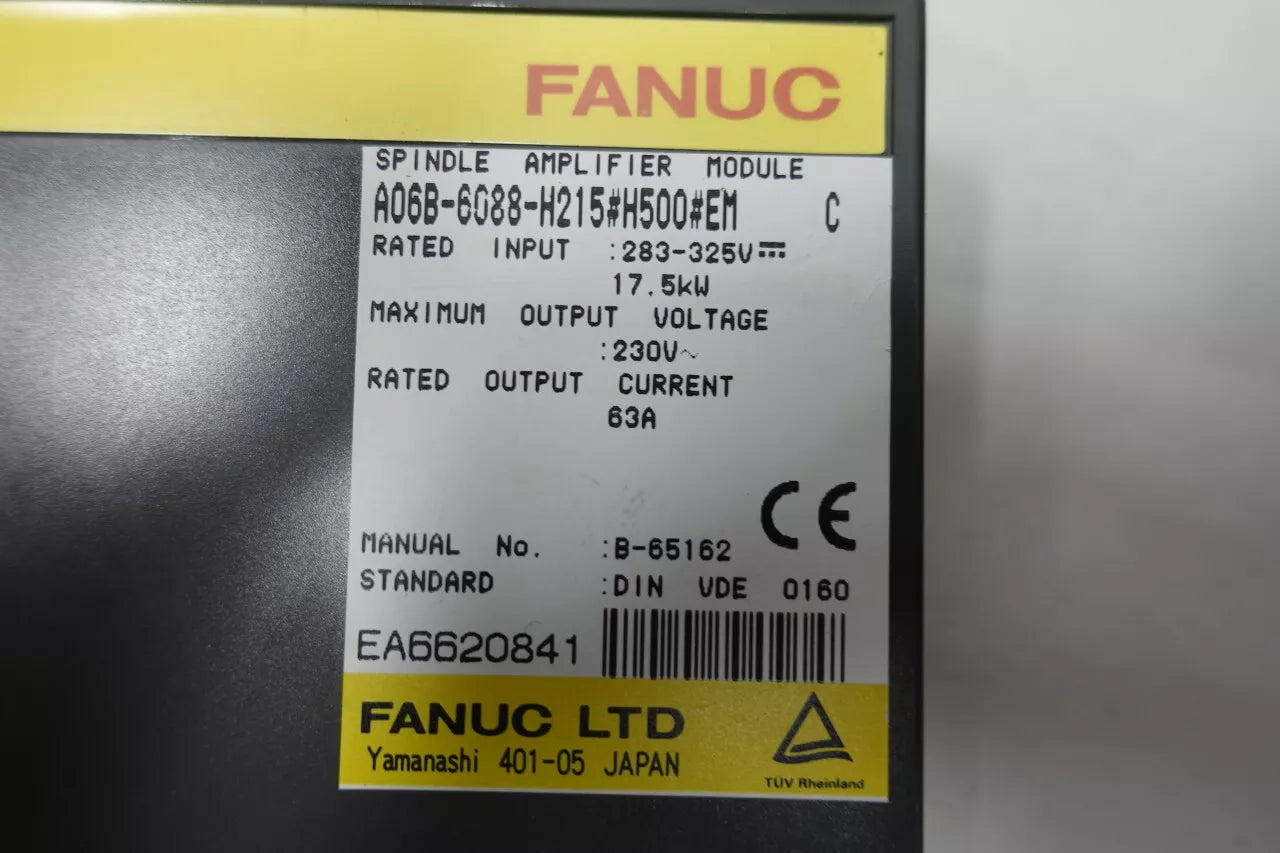 FANUC
SPINDLE AMPLIFIER MODULE
A06B-6088-H215#H500#EM C
RATED INPUT :283-325V⎓
17.5kW
MAXIMUM OUTPUT VOLTAGE
:230V~
RATED OUTPUT CURRENT
63A
CE
MANUAL No. :B-65162
STANDARD :DIN VDE 0160
EA6620841
FANUC LTD
Yamanashi 401-05 JAPAN
TÜV Rheinland